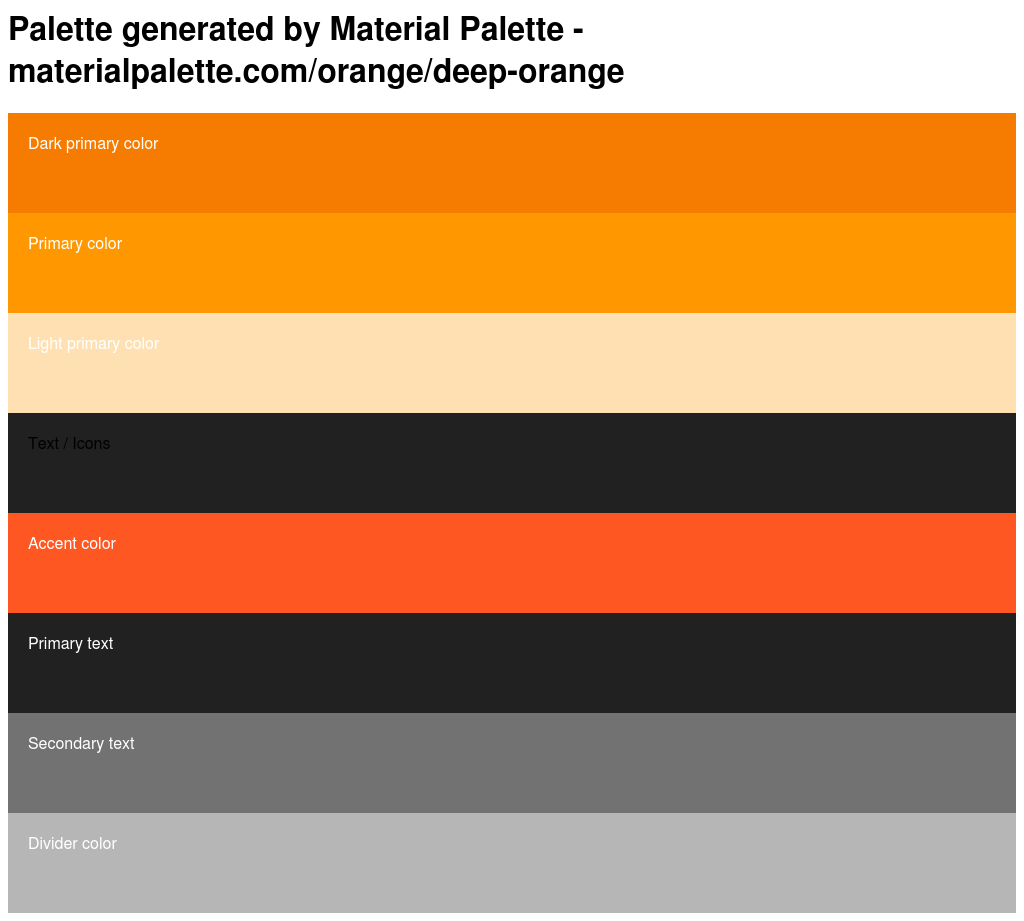 Palette generated by Material Palette -
materialpalette.com/orange/deep-orange
Dark primary color
Primary color
Light primary color
Text / Icons
Accent color
Primary text
Secondary text
Divider color